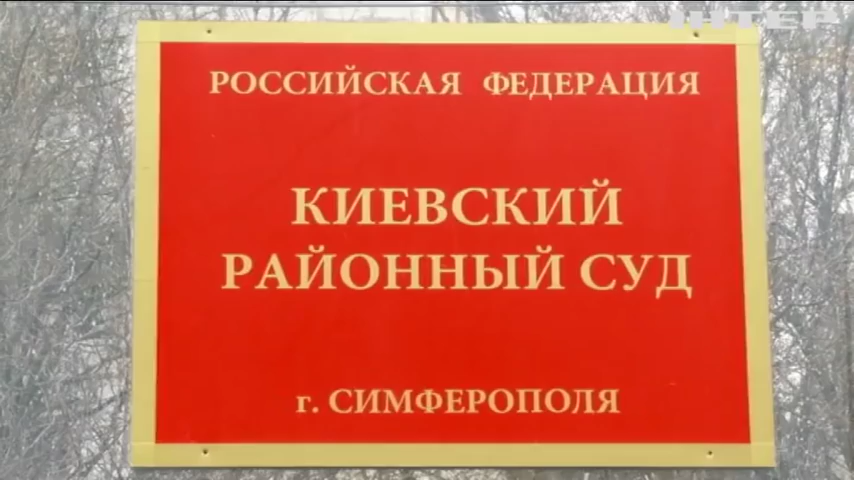 ІНТЕР
РОССИЙСКАЯ ФЕДЕРАЦИЯ
КИЕВСКИЙ
РАЙОННЫЙ СУД
г. СИМФЕРОПОЛЯ